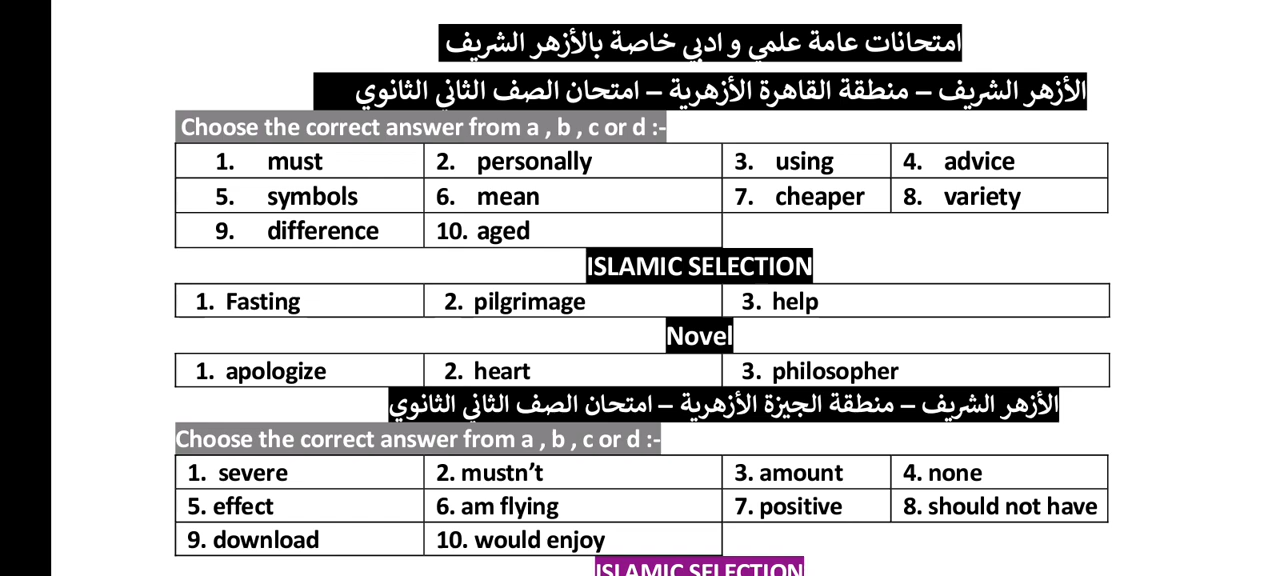 امتحانات عامة علمي و ادبي خاصة بالأزهر الشريف
الأزهر الشريف – منطقة القاهرة الأزهرية – امتحان الصف الثاني الثانوي
Choose the correct answer from a , b , c or d :-
1. must 2. personally 3. using 4. advice
5. symbols 6. mean 7. cheaper 8. variety
9. difference 10. aged
ISLAMIC SELECTION
1. Fasting 2. pilgrimage 3. help
Novel
1. apologize 2. heart 3. philosopher
الأزهر الشريف – منطقة الجيزة الأزهرية – امتحان الصف الثاني الثانوي
Choose the correct answer from a , b , c or d :-
1. severe 2. mustn’t 3. amount 4. none
5. effect 6. am flying 7. positive 8. should not have
9. download 10. would enjoy
ISLAMIC SELECTION